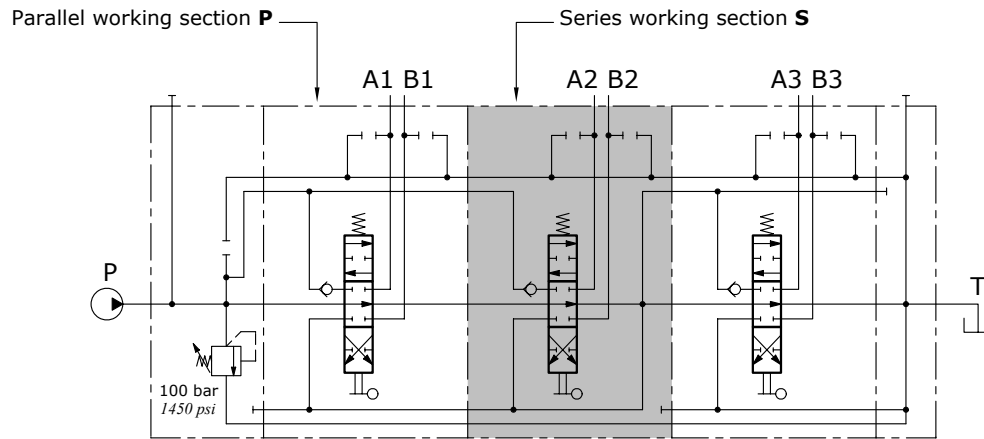 Parallel working section P
Series working section S
A1 B1
A2 B2
A3 B3
P
T
100 bar
1450 psi